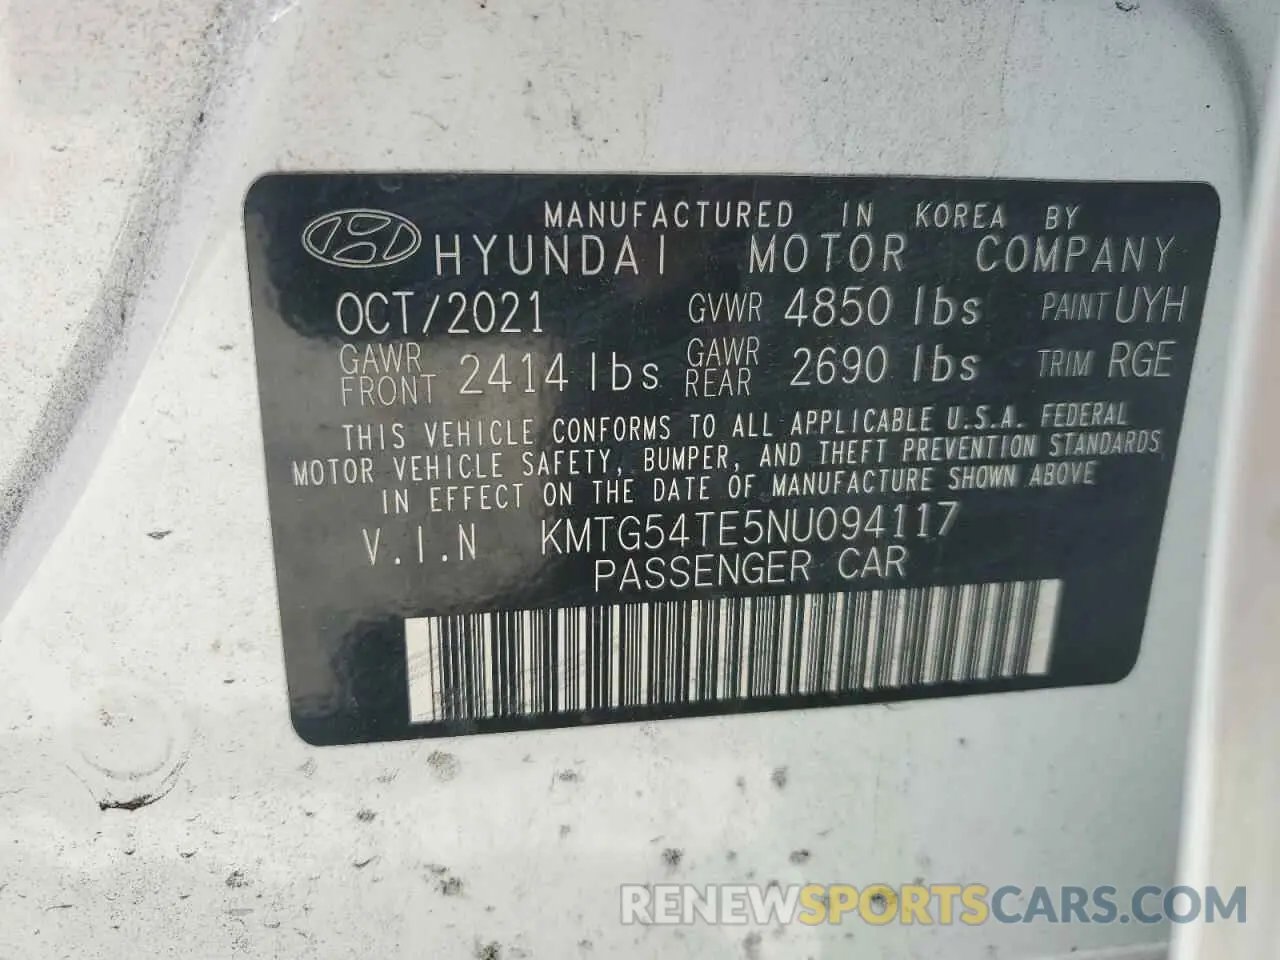 MANUFACTURED IN KOREA BY
HYUNDAI MOTOR COMPANY
OCT/2021 GVWR 4850 lbs PAINT UYH
GAWR FRONT 2414 lbs GAWR REAR 2690 lbs TRIM RGE
THIS VEHICLE CONFORMS TO ALL APPLICABLE U.S.A. FEDERAL
MOTOR VEHICLE SAFETY, BUMPER, AND THEFT PREVENTION STANDARDS
IN EFFECT ON THE DATE OF MANUFACTURE SHOWN ABOVE
V.I.N KMTG54TE5NU094117
PASSENGER CAR
RENEWSPORTSCARS.COM